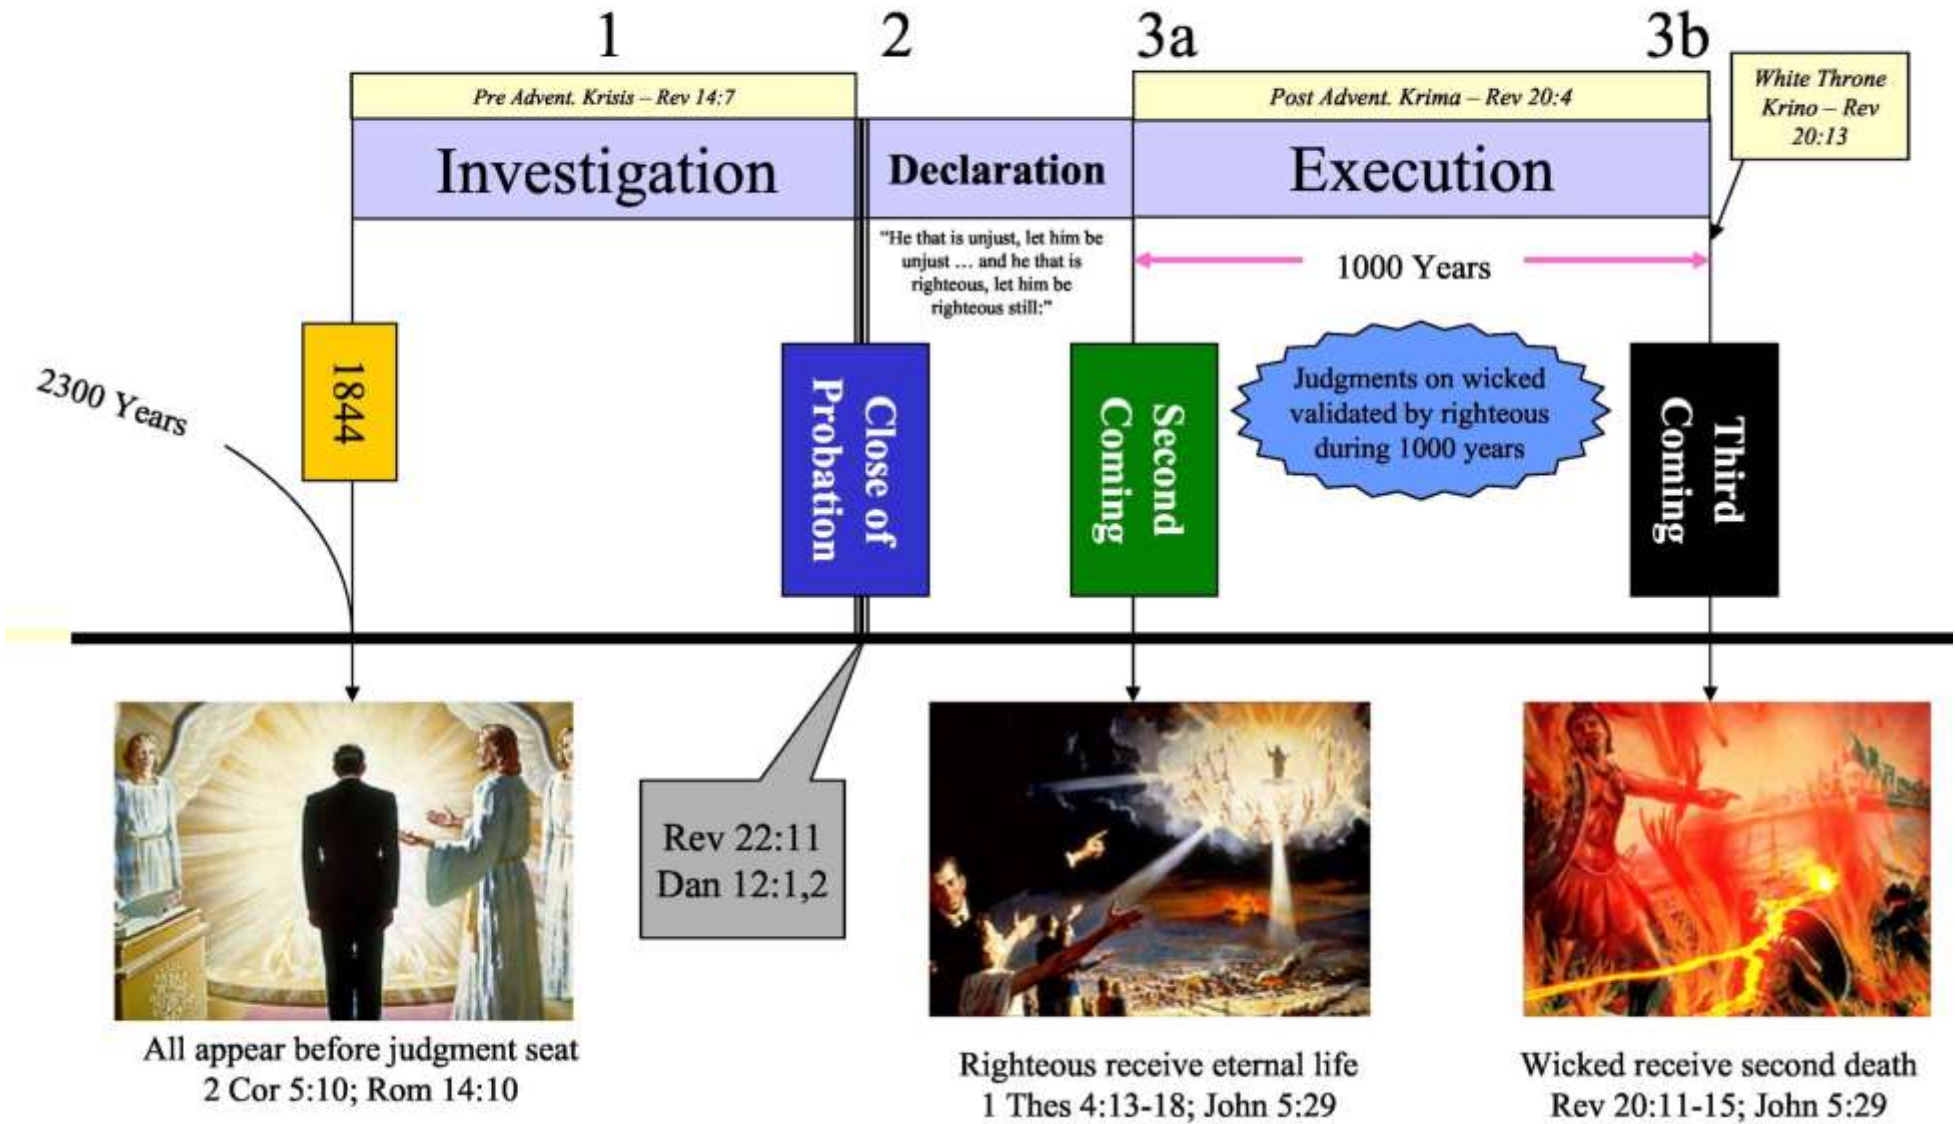 1
2
3a
3b
Pre Advent. Krisis – Rev 14:7
Post Advent. Krima – Rev 20:4
White Throne
Krino – Rev
20:13
Investigation
Declaration
Execution
"He that is unjust, let him be
unjust … and he that is
righteous, let him be
righteous still:"
1000 Years
2300 Years
1844
Close of
Probation
Second
Coming
Judgments on wicked
validated by righteous
during 1000 years
Third
Coming
Rev 22:11
Dan 12:1,2
All appear before judgment seat
2 Cor 5:10; Rom 14:10
Righteous receive eternal life
1 Thes 4:13-18; John 5:29
Wicked receive second death
Rev 20:11-15; John 5:29